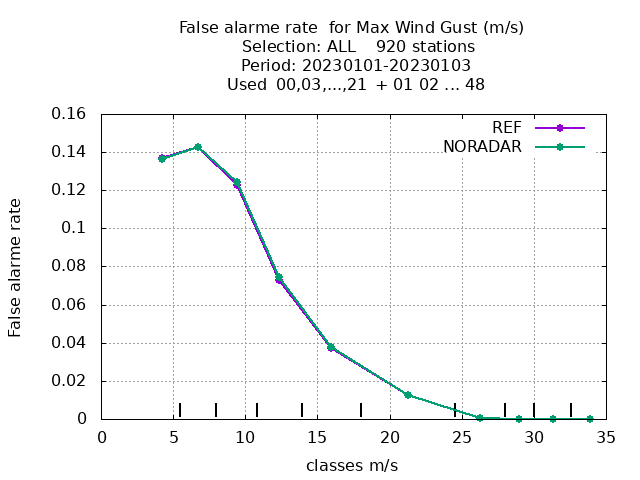 False alarme rate  for Max Wind Gust (m/s)
Selection: ALL    920 stations
Period: 20230101-20230103
Used  00,03,...,21  + 01 02 ... 48
REF
NORADAR
0.16
0.14
0.12
0.1
0.08
0.06
0.04
0.02
0
False alarme rate
0 5 10 15 20 25 30 35
classes m/s